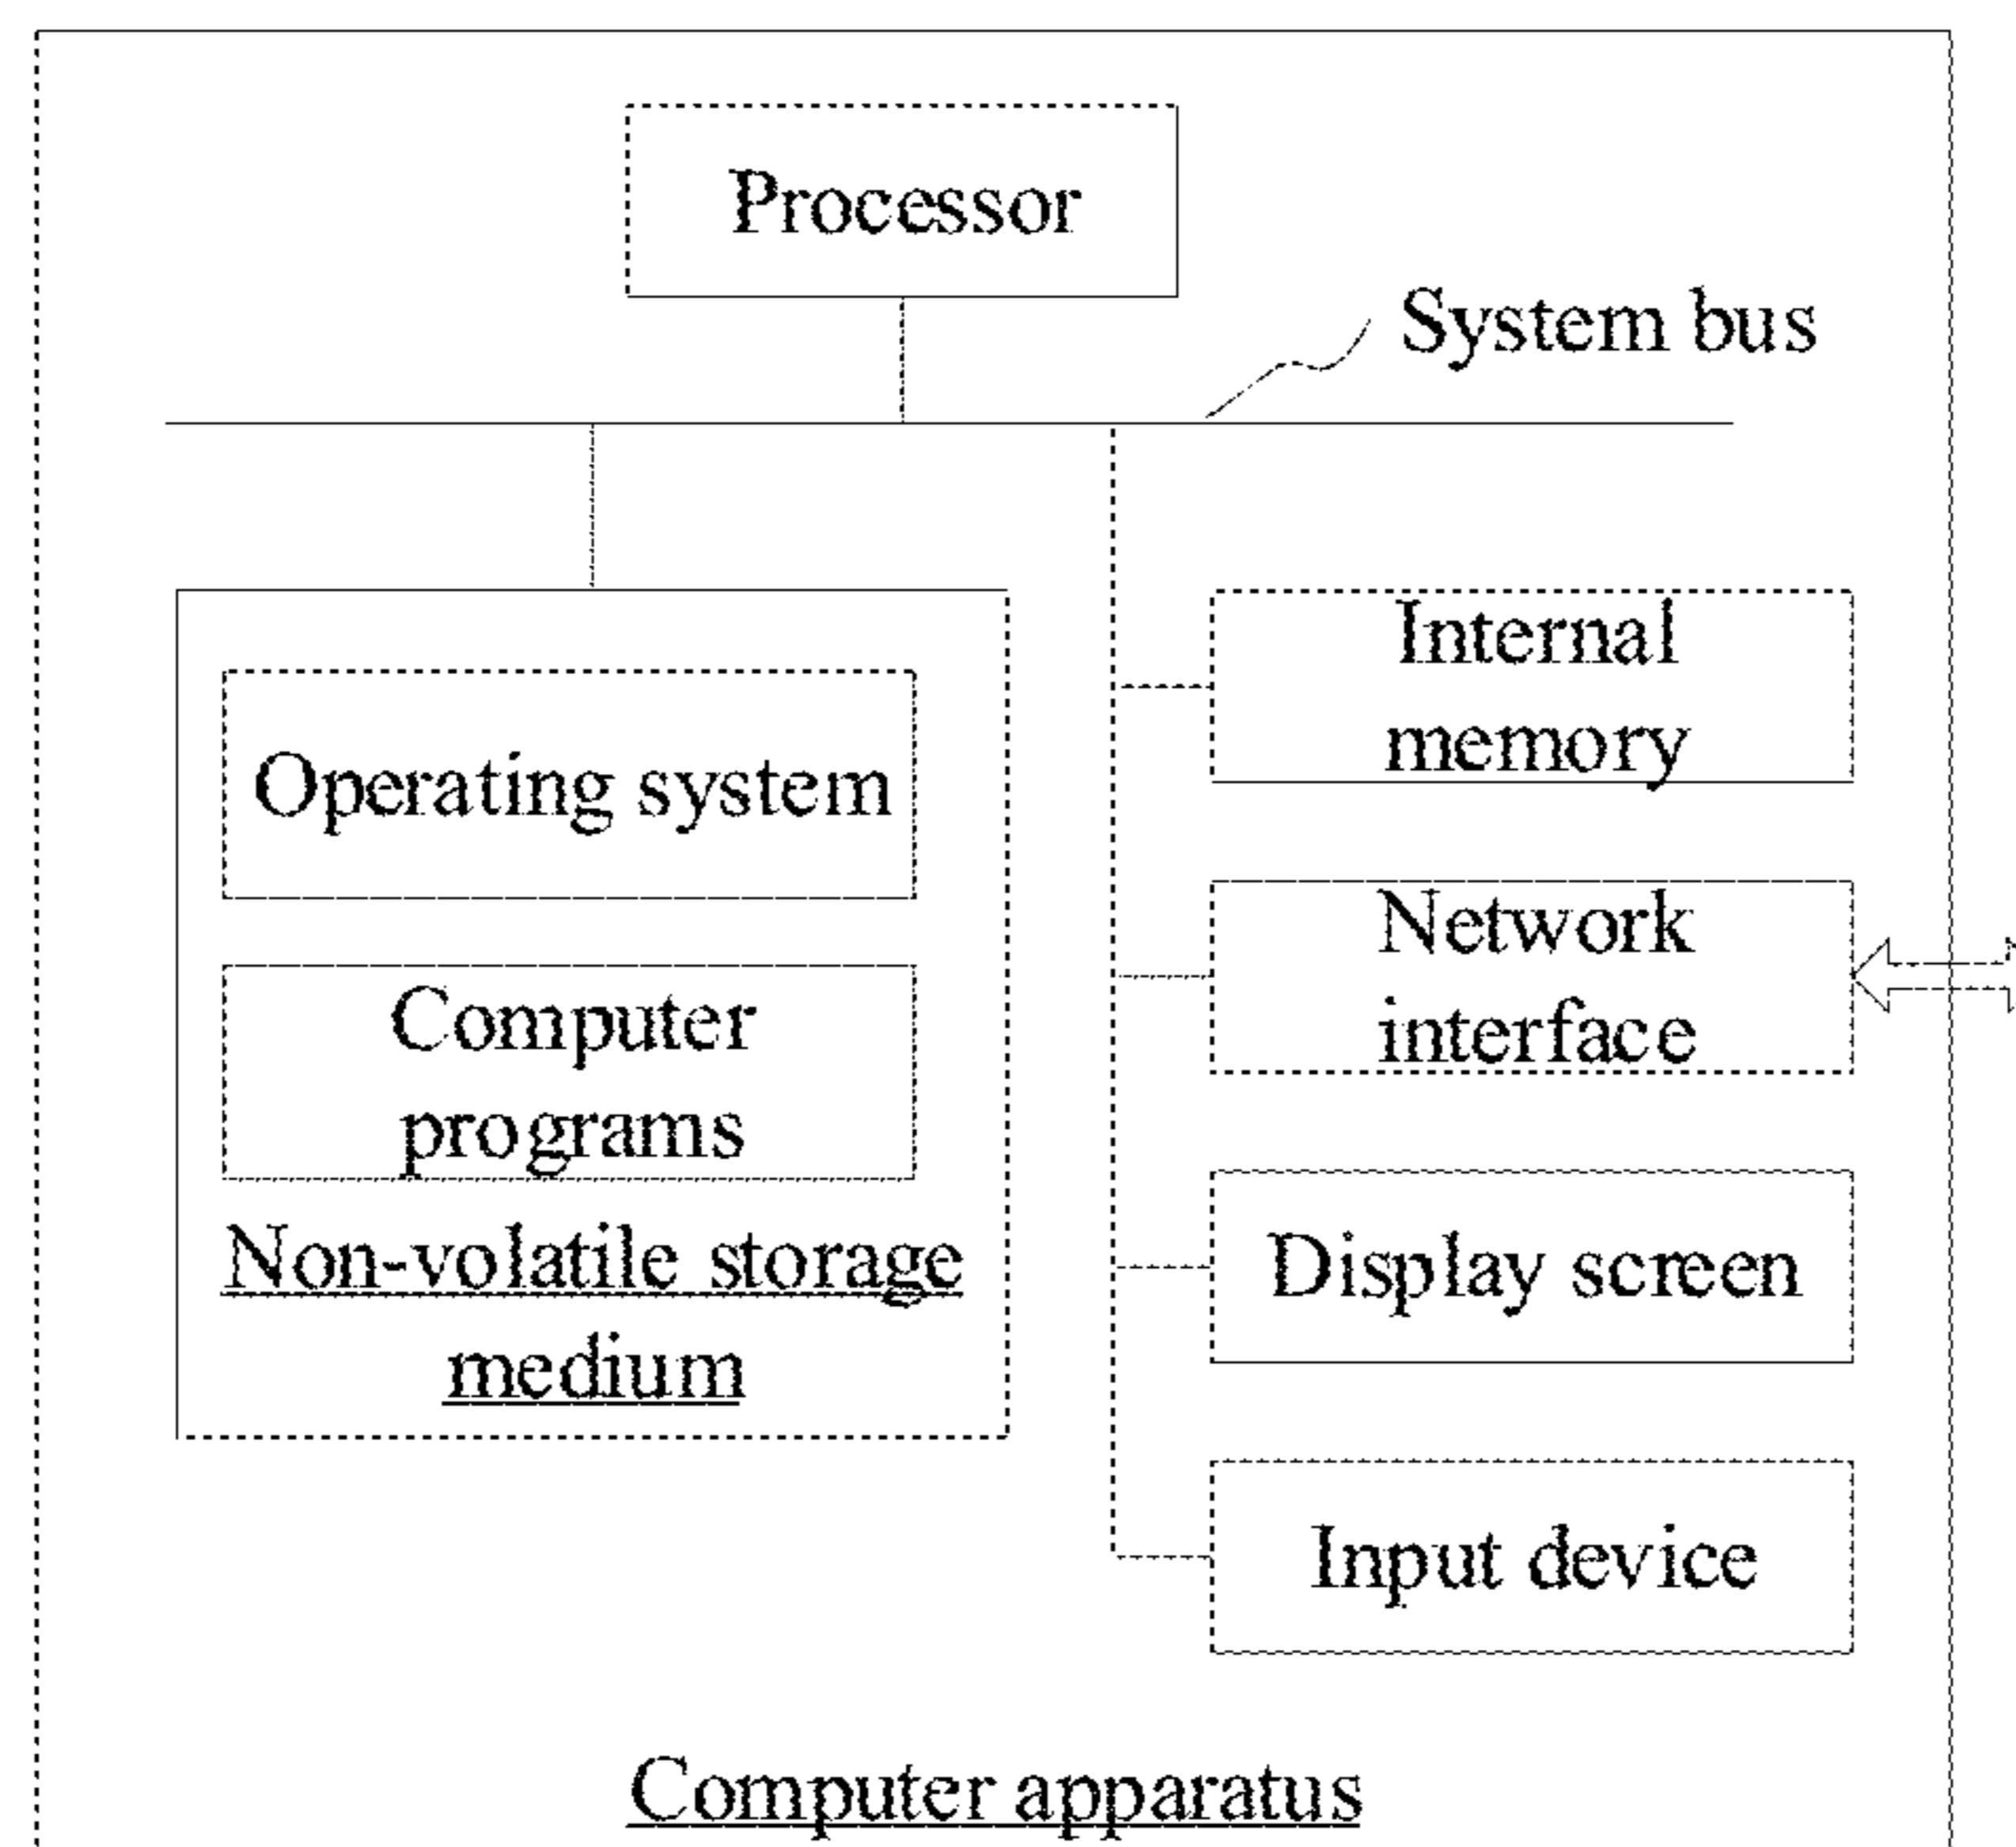 Processor
System bus
Operating system
Computer
programs
Non-volatile storage
medium
Internal
memory
Network
interface
Display screen
Input device
Computer apparatus